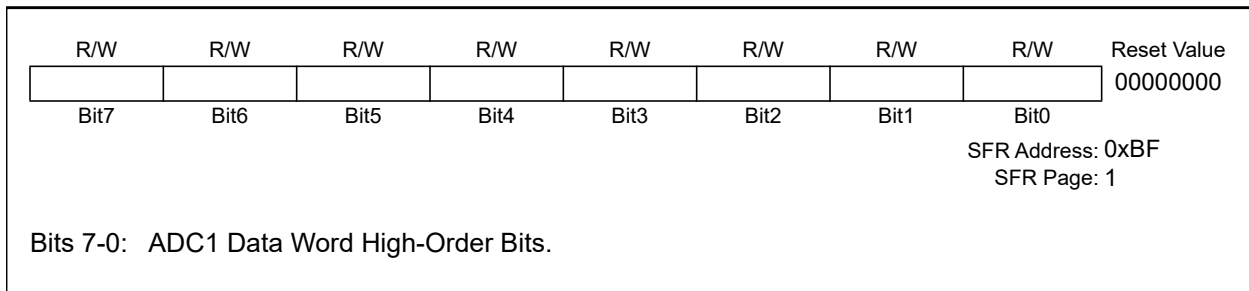 R/W R/W R/W R/W R/W R/W R/W R/W Reset Value
00000000
Bit7 Bit6 Bit5 Bit4 Bit3 Bit2 Bit1 Bit0
SFR Address: 0xBF
SFR Page: 1
Bits 7-0: ADC1 Data Word High-Order Bits.